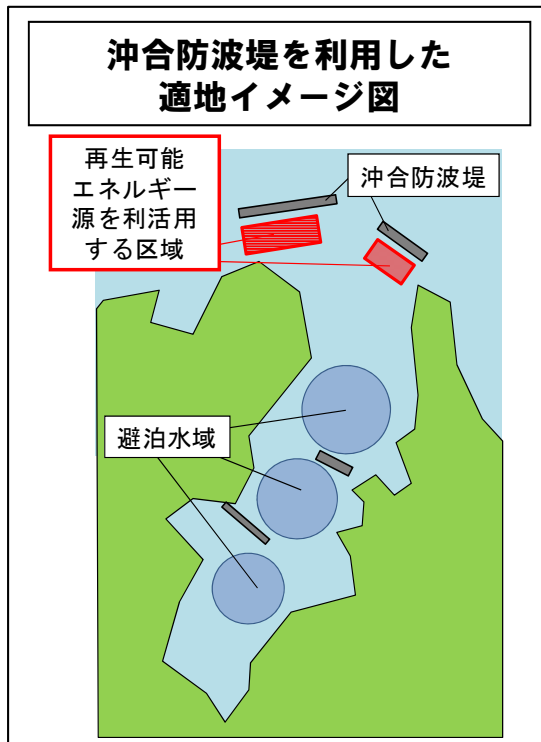 沖合防波堤を利用した
適地イメージ図
再生可能
エネルギー
源を利活用
する区域
沖合防波堤
避泊水域